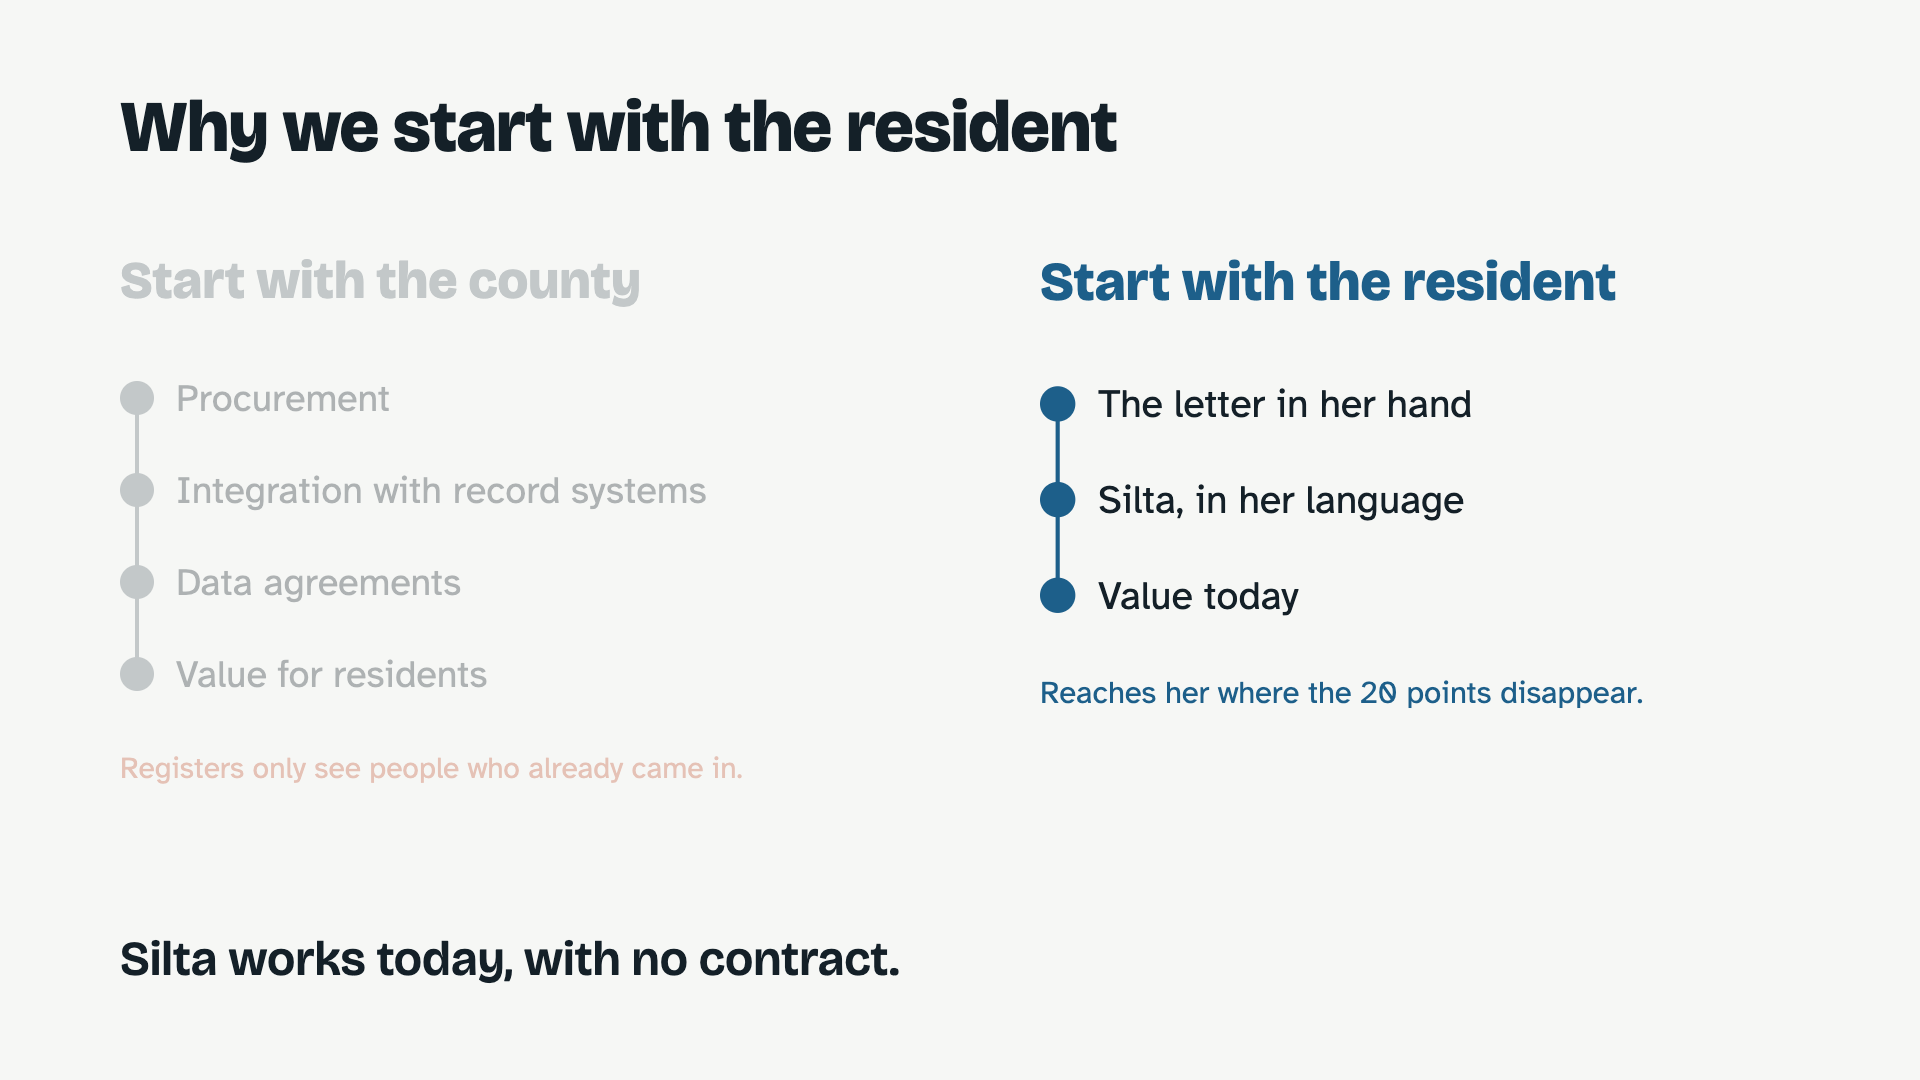 Why we start with the resident
Start with the county
Procurement
Integration with record systems
Data agreements
Value for residents
Registers only see people who already came in.
Start with the resident
The letter in her hand
Silta, in her language
Value today
Reaches her where the 20 points disappear.
Silta works today, with no contract.